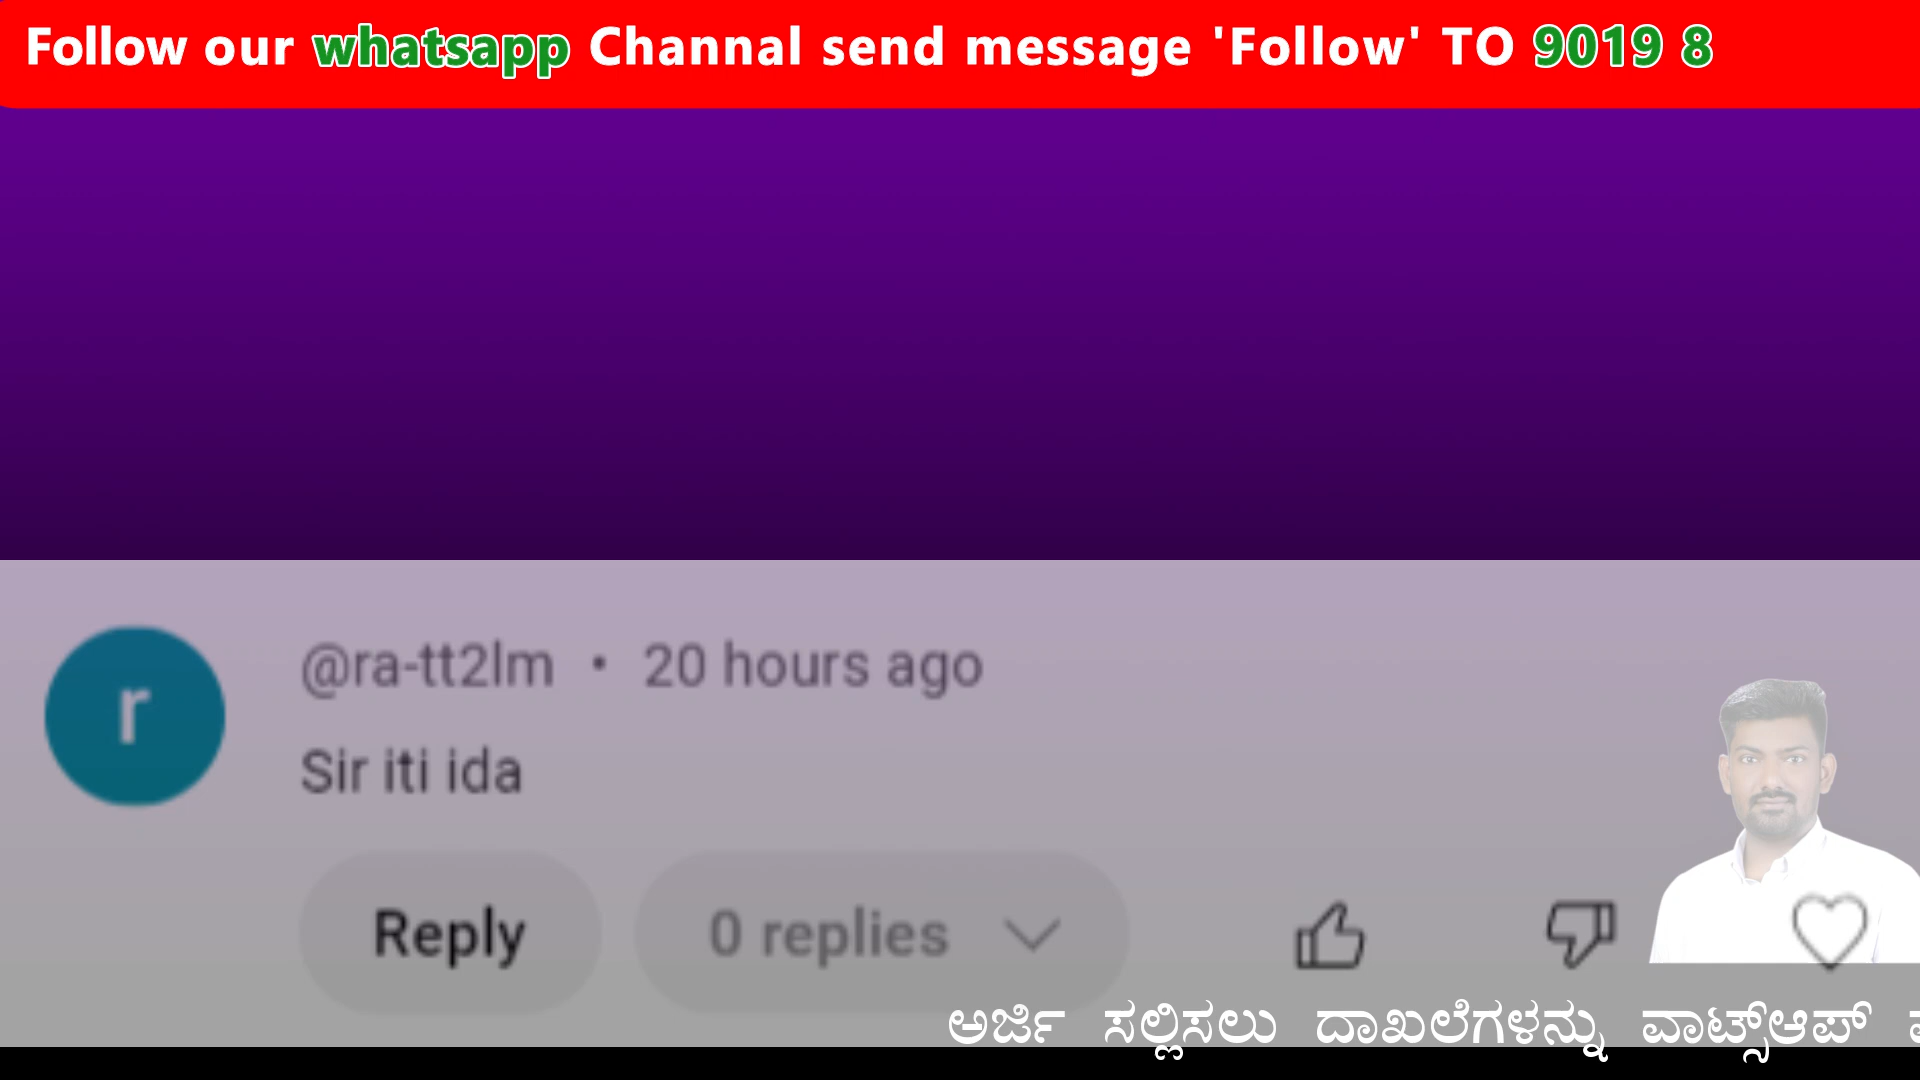 Follow our whatsapp Channal send message 'Follow' TO 9019 8
r
@ra-tt2lm • 20 hours ago
Sir iti ida
Reply 0 replies
ಅರ್ಜಿ ಸಲ್ಲಿಸಲು ದಾಖಲೆಗಳನ್ನು ವಾಟ್ಸ್ಆಪ್